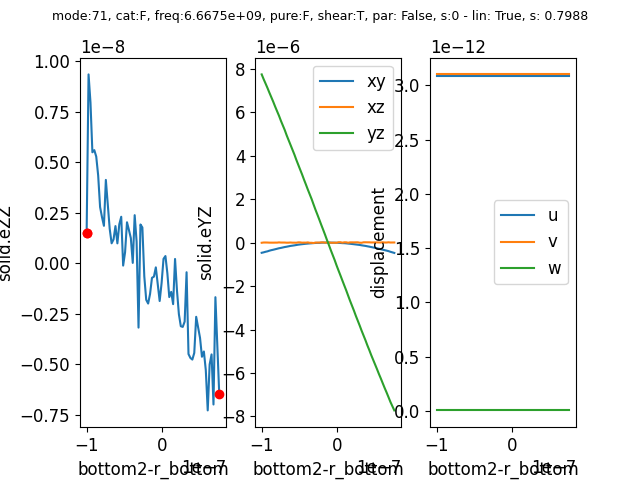 mode:71, cat:F, freq:6.6675e+09, pure:F, shear:T, par: False, s:0 - lin: True, s: 0.7988
1e−8
1.00
0.75
0.50
0.25
0.00
−0.25
−0.50
−0.75
solid.eZZ
−1
0
1e−7
bottom2-r_bottom
1e−6
8
6
4
2
0
−2
−4
−6
−8
solid.eYZ
xy
xz
yz
−1
0
1e−7
bottom2-r_bottom
1e−12
3.0
2.5
2.0
1.5
1.0
0.5
0.0
displacement
u
v
w
−1
0
1e−7
bottom2-r_bottom